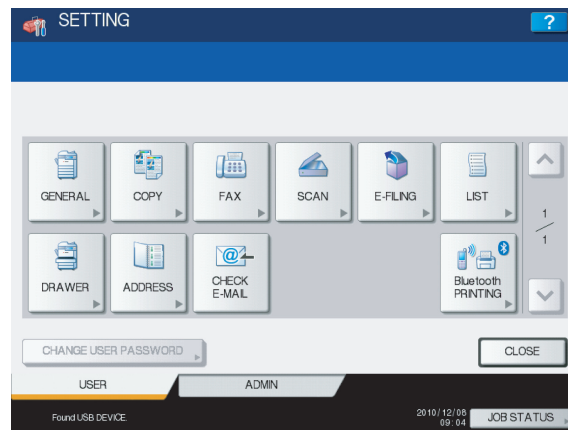 SETTING
?
GENERAL
COPY
FAX
SCAN
E-FILING
LIST
1
1
DRAWER
ADDRESS
@
CHECK
E-MAIL
Bluetooth
PRINTING
CHANGE USER PASSWORD
CLOSE
USER
ADMIN
Found USB DEVICE.
2010/12/08
09:04
JOB STATUS